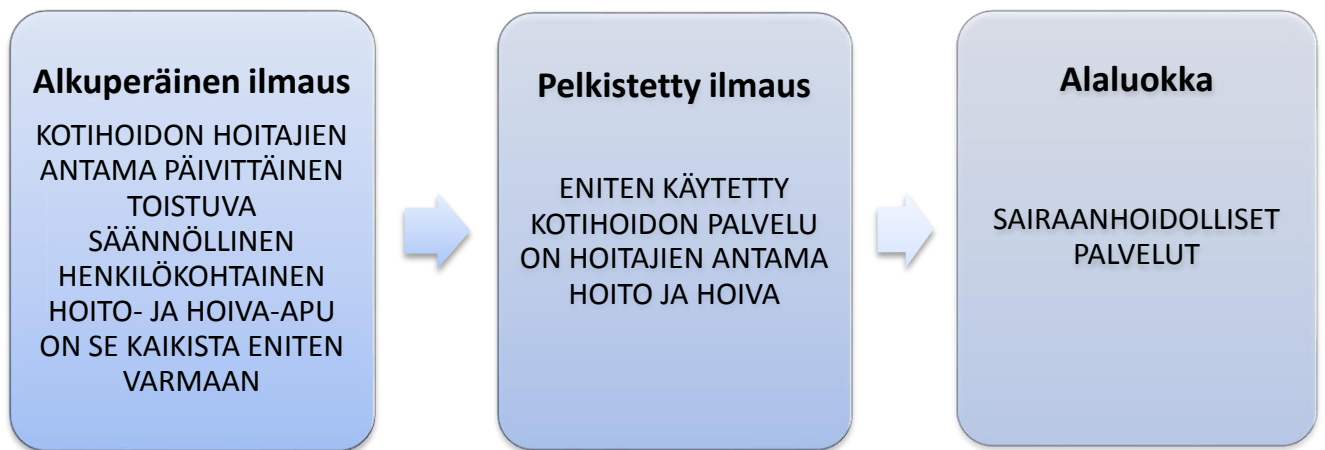 Alkuperäinen ilmaus
KOTIHOIDON HOITAJIEN
ANTAMA PÄIVITTÄINEN
TOISTUVA
SÄÄNNÖLLINEN
HENKILÖKOHTAINEN
HOITO- JA HOIVA-APU
ON SE KAIKISTA ENITEN
VARMAAN
Pelkistetty ilmaus
ENITEN KÄYTETTY
KOTIHOIDON PALVELU
ON HOITAJIEN ANTAMA
HOITO JA HOIVA
Alaluokka
SAIRAANHOIDOLLISET
PALVELUT